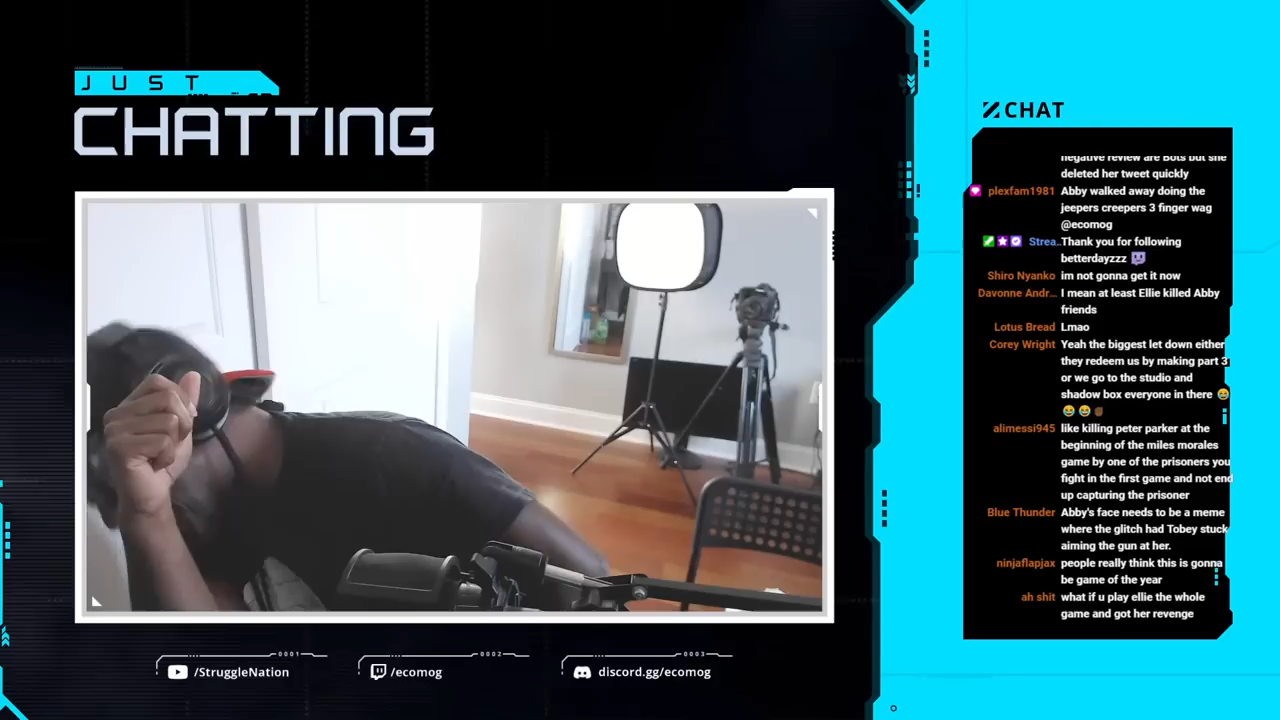 JUST
CHATTING
CHAT
negative review are Bots but she
deleted her tweet quickly
plexfam1981 Abby walked away doing the
jeepers creepers 3 finger wag
@ecomog
Strea.. Thank you for following
betterdayzzz
Shiro Nyanko im not gonna get it now
Davonne Andr... I mean at least Ellie killed Abby
friends
Lotus Bread Lmao
Corey Wright Yeah the biggest let down either
they redeem us by making part 3
or we go to the studio and
shadow box everyone in there 😂
😂 😂
alimessi945 like killing peter parker at the
beginning of the miles morales
game by one of the prisoners you
fight in the first game and not end
up capturing the prisoner
Blue Thunder Abby's face needs to be a meme
where the glitch had Tobey stuck
aiming the gun at her.
ninjaflapjax people really think this is gonna
be game of the year
ah shit what if u play ellie the whole
game and got her revenge
0001
/StruggleNation
0002
/ecomog
0003
discord.gg/ecomog